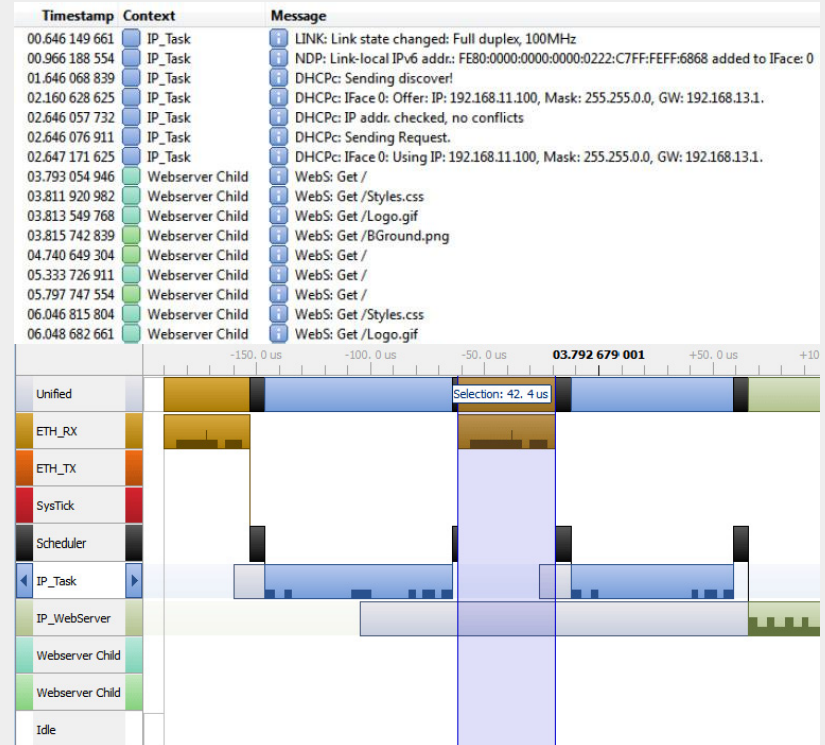 Timestamp Context Message
00.646 149 661 IP_Task LINK: Link state changed: Full duplex, 100MHz
00.966 188 554 IP_Task NDP: Link-local IPv6 addr.: FE80:0000:0000:0000:0222:C7FF:FEFF:6868 added to IFace: 0
01.646 068 839 IP_Task DHCPc: Sending discover!
02.160 628 625 IP_Task DHCPc: IFace 0: Offer: IP: 192.168.11.100, Mask: 255.255.0.0, GW: 192.168.13.1.
02.646 057 732 IP_Task DHCPc: IP addr. checked, no conflicts
02.646 076 911 IP_Task DHCPc: Sending Request.
02.647 171 625 IP_Task DHCPc: IFace 0: Using IP: 192.168.11.100, Mask: 255.255.0.0, GW: 192.168.13.1.
03.793 054 946 Webserver Child WebS: Get /
03.811 920 982 Webserver Child WebS: Get /Styles.css
03.813 549 768 Webserver Child WebS: Get /Logo.gif
03.815 742 839 Webserver Child WebS: Get /BGround.png
04.740 649 304 Webserver Child WebS: Get /
05.333 726 911 Webserver Child WebS: Get /
05.797 747 554 Webserver Child WebS: Get /
06.046 815 804 Webserver Child WebS: Get /Styles.css
06.048 682 661 Webserver Child WebS: Get /Logo.gif
-150. 0 us -100. 0 us -50. 0 us 03.792 679 001 +50. 0 us +10
Unified
Selection: 42. 4 us
ETH_RX
ETH_TX
SysTick
Scheduler
IP_Task
IP_WebServer
Webserver Child
Webserver Child
Idle